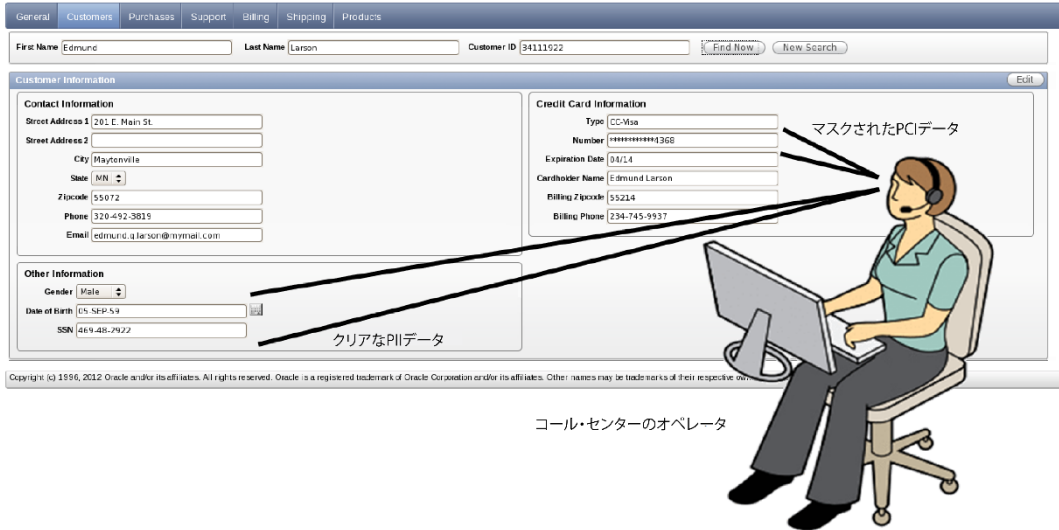 General Customers Purchases Support Billing Shipping Products
First Name Edmund Last Name Larson Customer ID 34111922 Find Now New Search
Customer Information Edit
Contact Information
Street Address 1 201 E. Main St.
Street Address 2
City Maytonville
State MN
Zipcode 55072
Phone 320-492-3819
Email edmund.q.larson@mymail.com
Credit Card Information
Type CC-Visa
Number ************4368
Expiration Date 04/14
Cardholder Name Edmund Larson
Billing Zipcode 55214
Billing Phone 234-745-9937
マスクされたPCIデータ
Other Information
Gender Male
Date of Birth 05-SEP-59
SSN 469-48-2922
クリアなPIIデータ
Copyright (c) 1996, 2012 Oracle and/or its affiliates. All rights reserved. Oracle is a registered trademark of Oracle Corporation and/or its affiliates. Other names may be trademarks of their respective
コール・センターのオペレータ